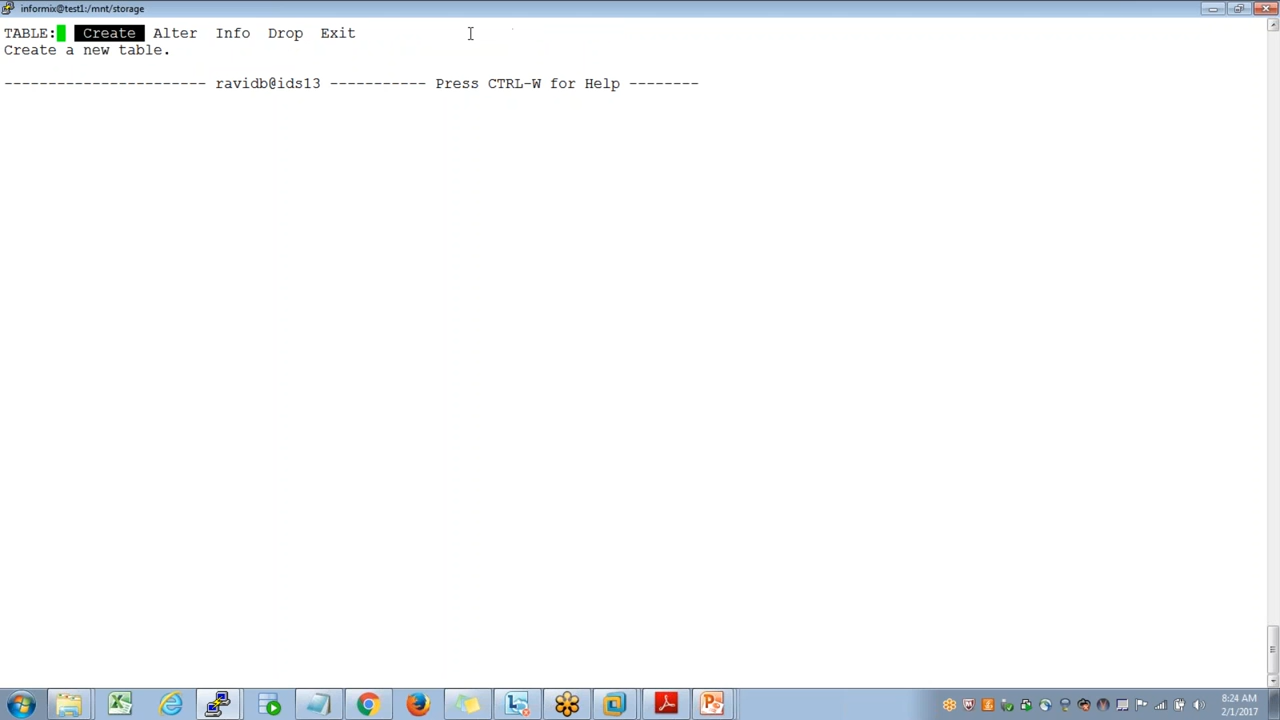 informix@test1:/mnt/storage
TABLE: Create Alter Info Drop Exit
Create a new table.
----------------------- ravidb@ids13 ----------- Press CTRL-W for Help --------
8:24 AM
2/1/2017